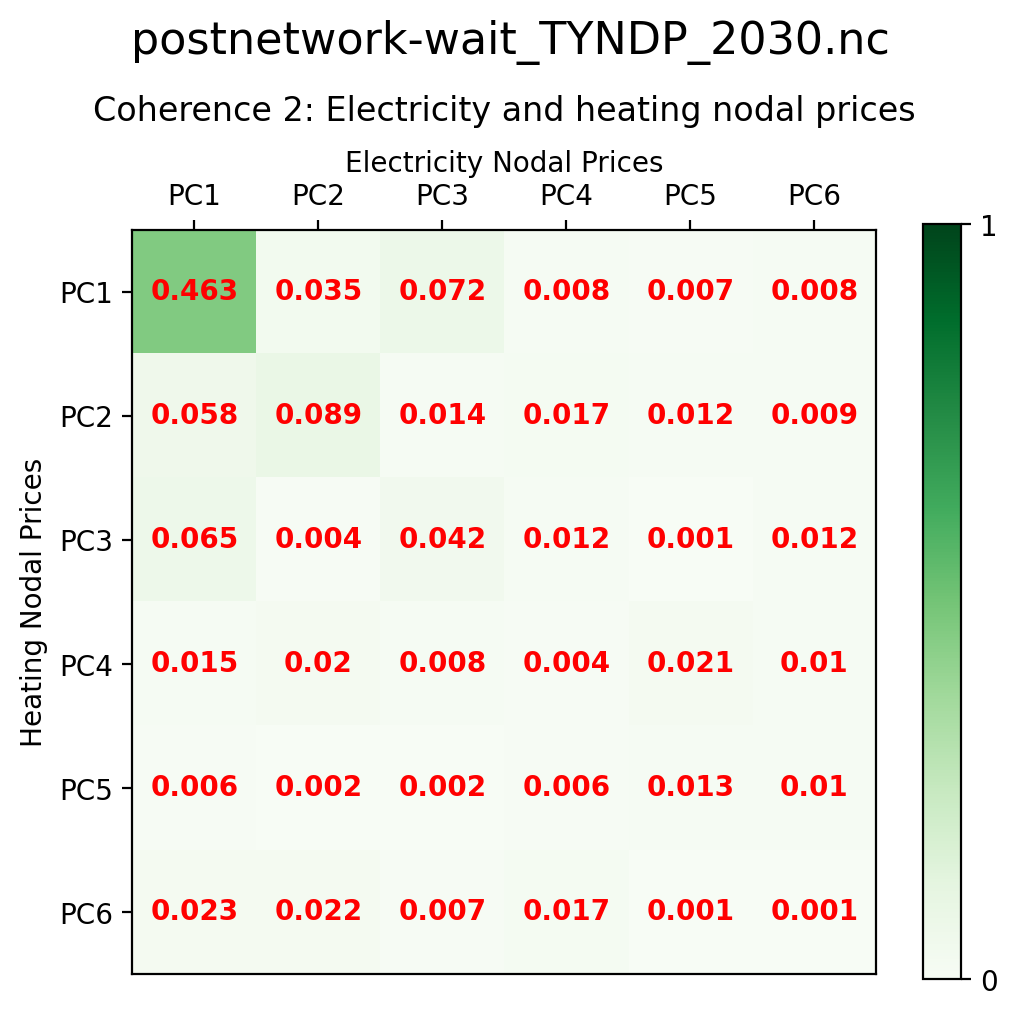 postnetwork-wait_TYNDP_2030.nc
Coherence 2: Electricity and heating nodal prices
Electricity Nodal Prices
PC1 PC2 PC3 PC4 PC5 PC6
1
PC1 0.463 0.035 0.072 0.008 0.007 0.008
PC2 0.058 0.089 0.014 0.017 0.012 0.009
PC3 0.065 0.004 0.042 0.012 0.001 0.012
Heating Nodal Prices
PC4 0.015 0.02 0.008 0.004 0.021 0.01
PC5 0.006 0.002 0.002 0.006 0.013 0.01
PC6 0.023 0.022 0.007 0.017 0.001 0.001
0